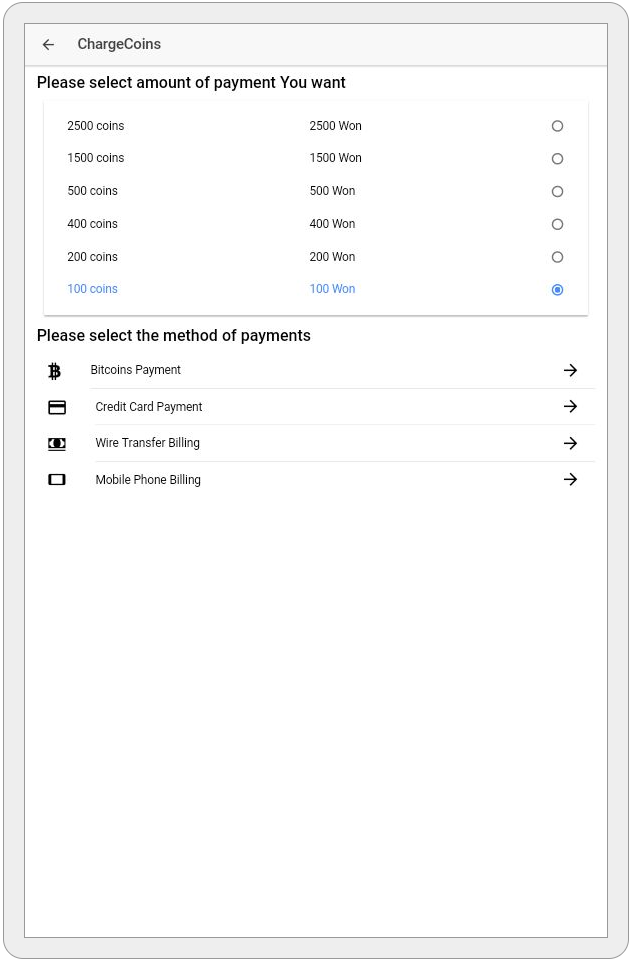 ChargeCoins
Please select amount of payment You want
2500 coins 2500 Won
1500 coins 1500 Won
500 coins 500 Won
400 coins 400 Won
200 coins 200 Won
100 coins 100 Won
Please select the method of payments
Bitcoins Payment
Credit Card Payment
Wire Transfer Billing
Mobile Phone Billing